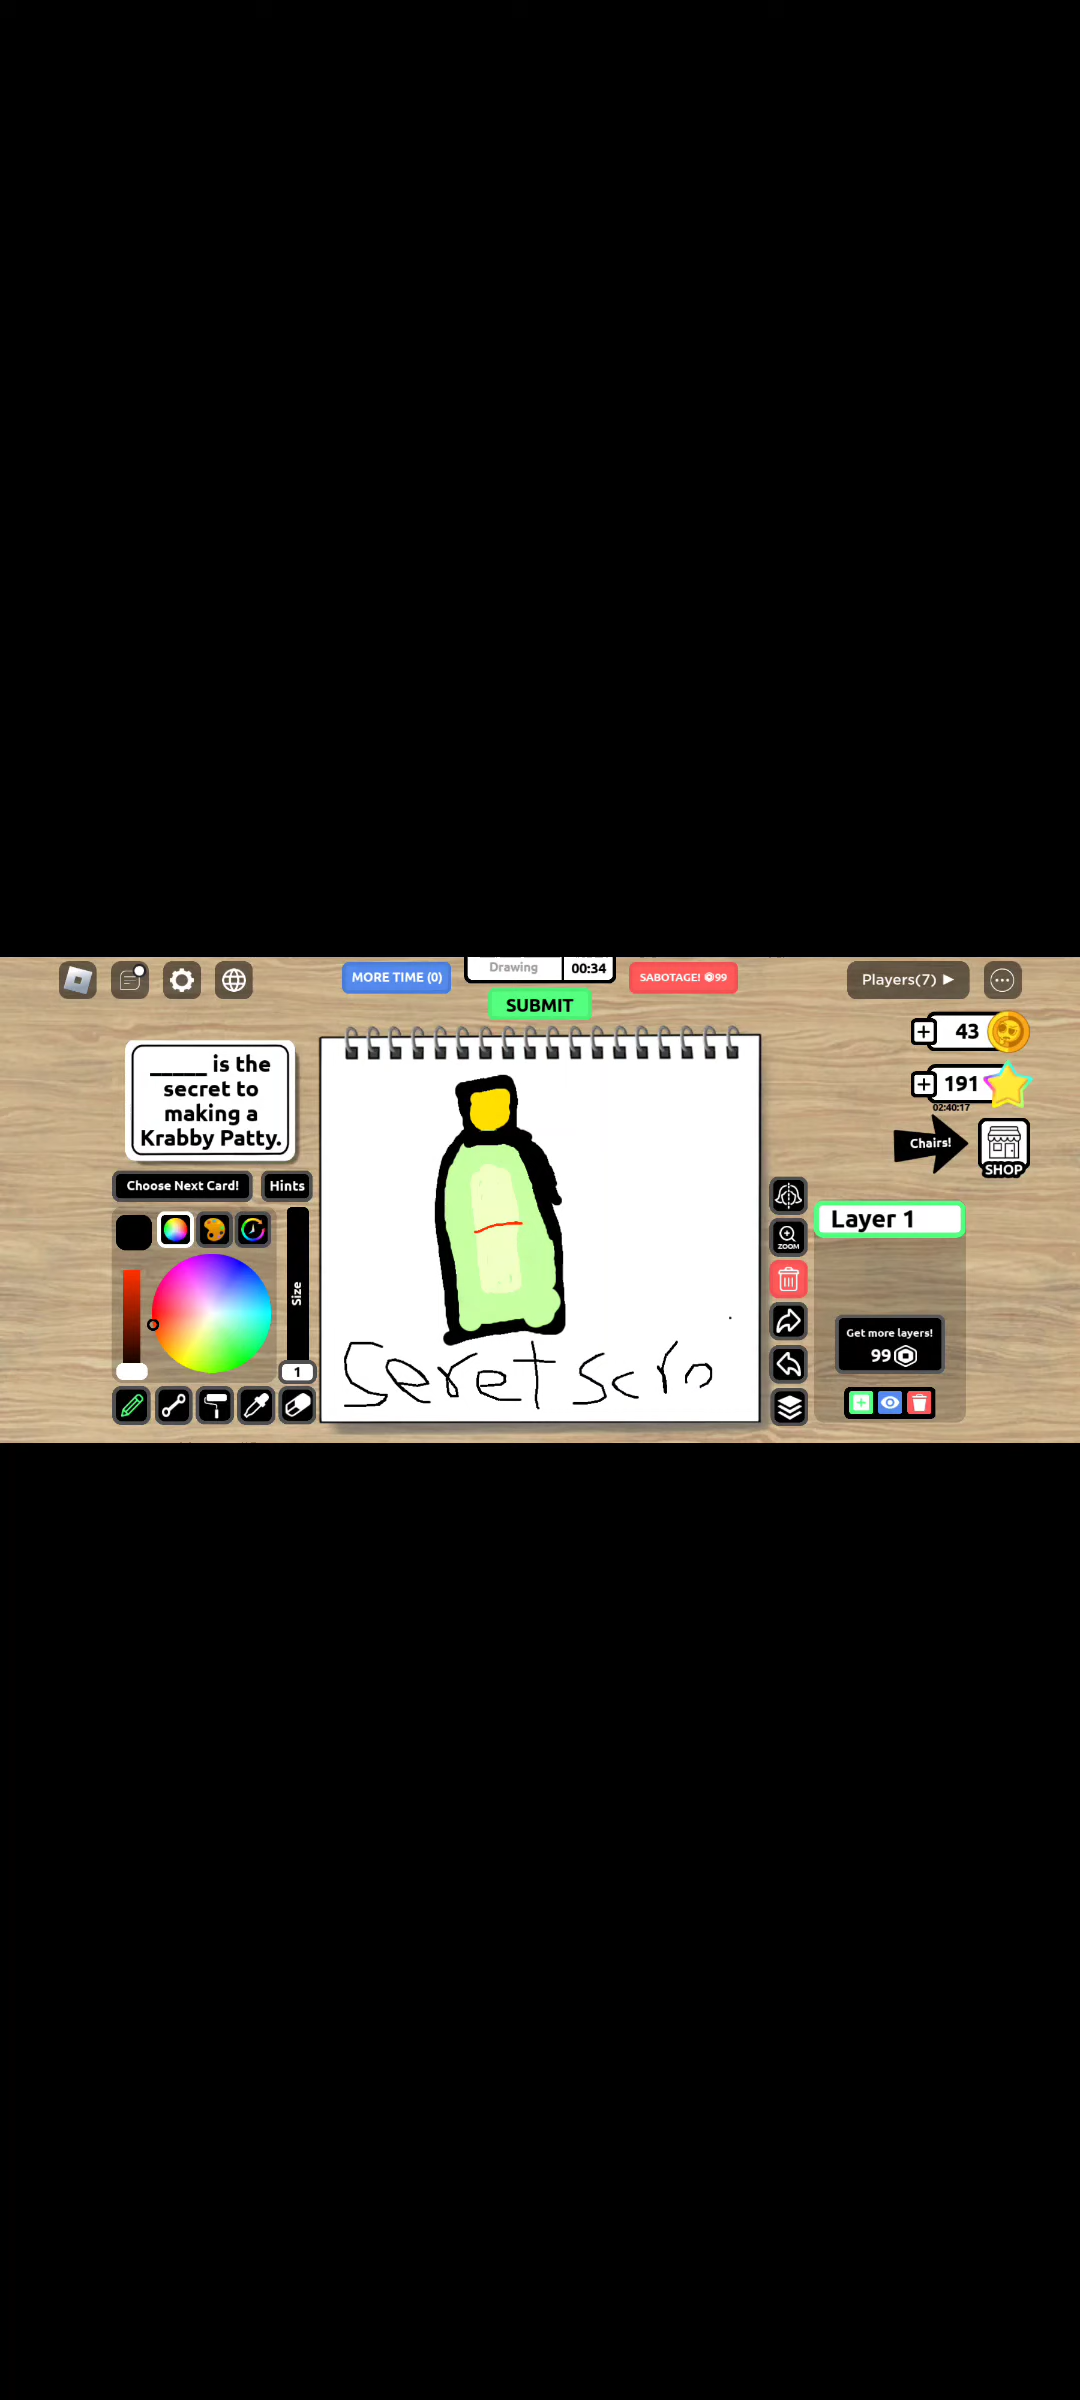 Drawing
00:34
MORE TIME (0)
SABOTAGE! 99
Players(7) ▶
SUBMIT
43
191
02:40:17
Chairs!
SHOP
_____ is the
secret to
making a
Krabby Patty.
Choose Next Card!
Hints
Size
1
ZOOM
Layer 1
Get more layers!
99
Seret scro